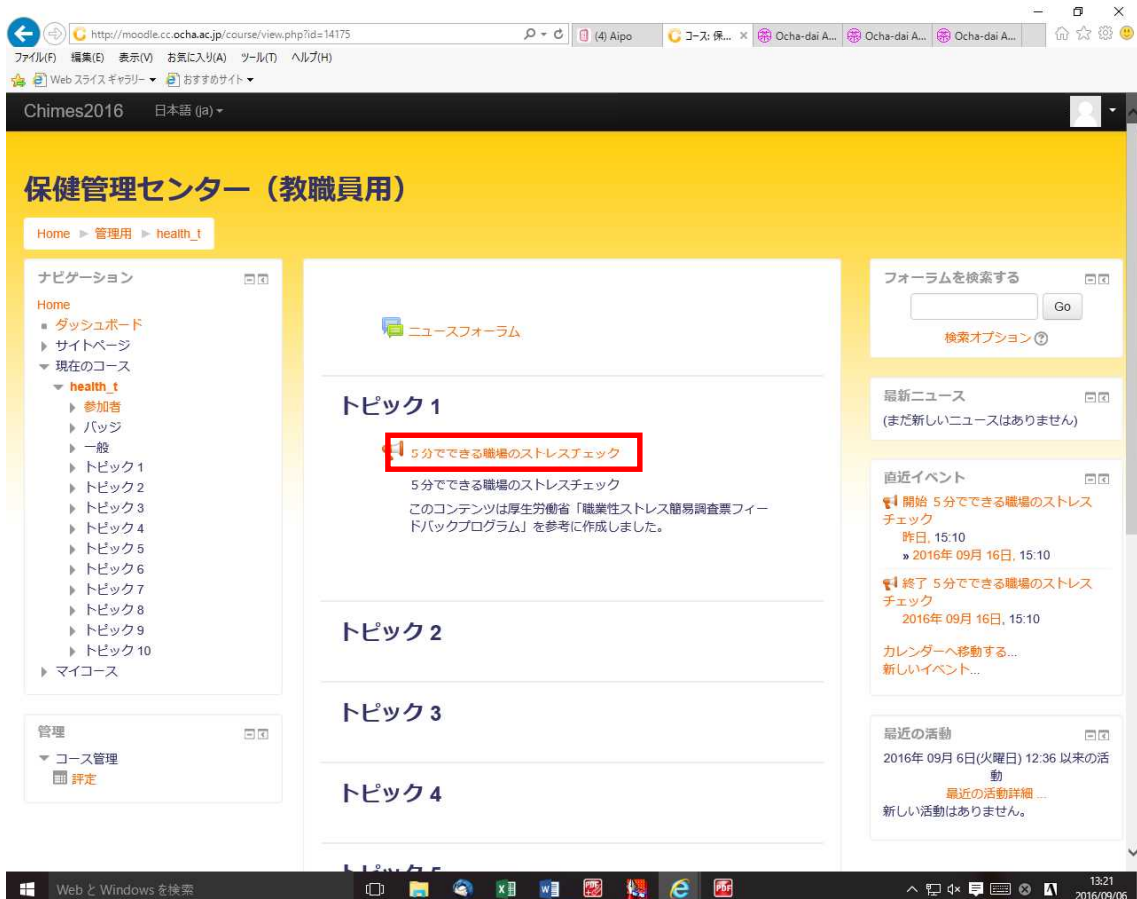 http://moodle.cc.ocha.ac.jp/course/view.php?id=14175
(4) Aipo
コース: 保...
Ocha-dai A...
Ocha-dai A...
Ocha-dai A...
ファイル(F) 編集(E) 表示(V) お気に入り(A) ツール(T) ヘルプ(H)
Web スライス ギャラリー おすすめサイト
Chimes2016 日本語 (ja)
保健管理センター（教職員用）
Home 管理用 health_t
ナビゲーション
Home
ダッシュボード
サイトページ
現在のコース
health_t
参加者
バッジ
一般
トピック 1
トピック 2
トピック 3
トピック 4
トピック 5
トピック 6
トピック 7
トピック 8
トピック 9
トピック 10
マイコース
管理
コース管理
評定
ニュースフォーラム
トピック 1
５分でできる職場のストレスチェック
５分でできる職場のストレスチェック
このコンテンツは厚生労働省「職業性ストレス簡易調査票フィー
ドバックプログラム」を参考に作成しました。
トピック 2
トピック 3
トピック 4
フォーラムを検索する
Go
検索オプション
最新ニュース
(まだ新しいニュースはありません)
直近イベント
開始 ５分でできる職場のストレス
チェック
昨日, 15:10
» 2016年 09月 16日, 15:10
終了 ５分でできる職場のストレス
チェック
2016年 09月 16日, 15:10
カレンダーへ移動する...
新しいイベント...
最近の活動
2016年 09月 6日(火曜日) 12:36 以来の活
動
最近の活動詳細 ...
新しい活動はありません。
Web と Windows を検索
13:21
2016/09/06